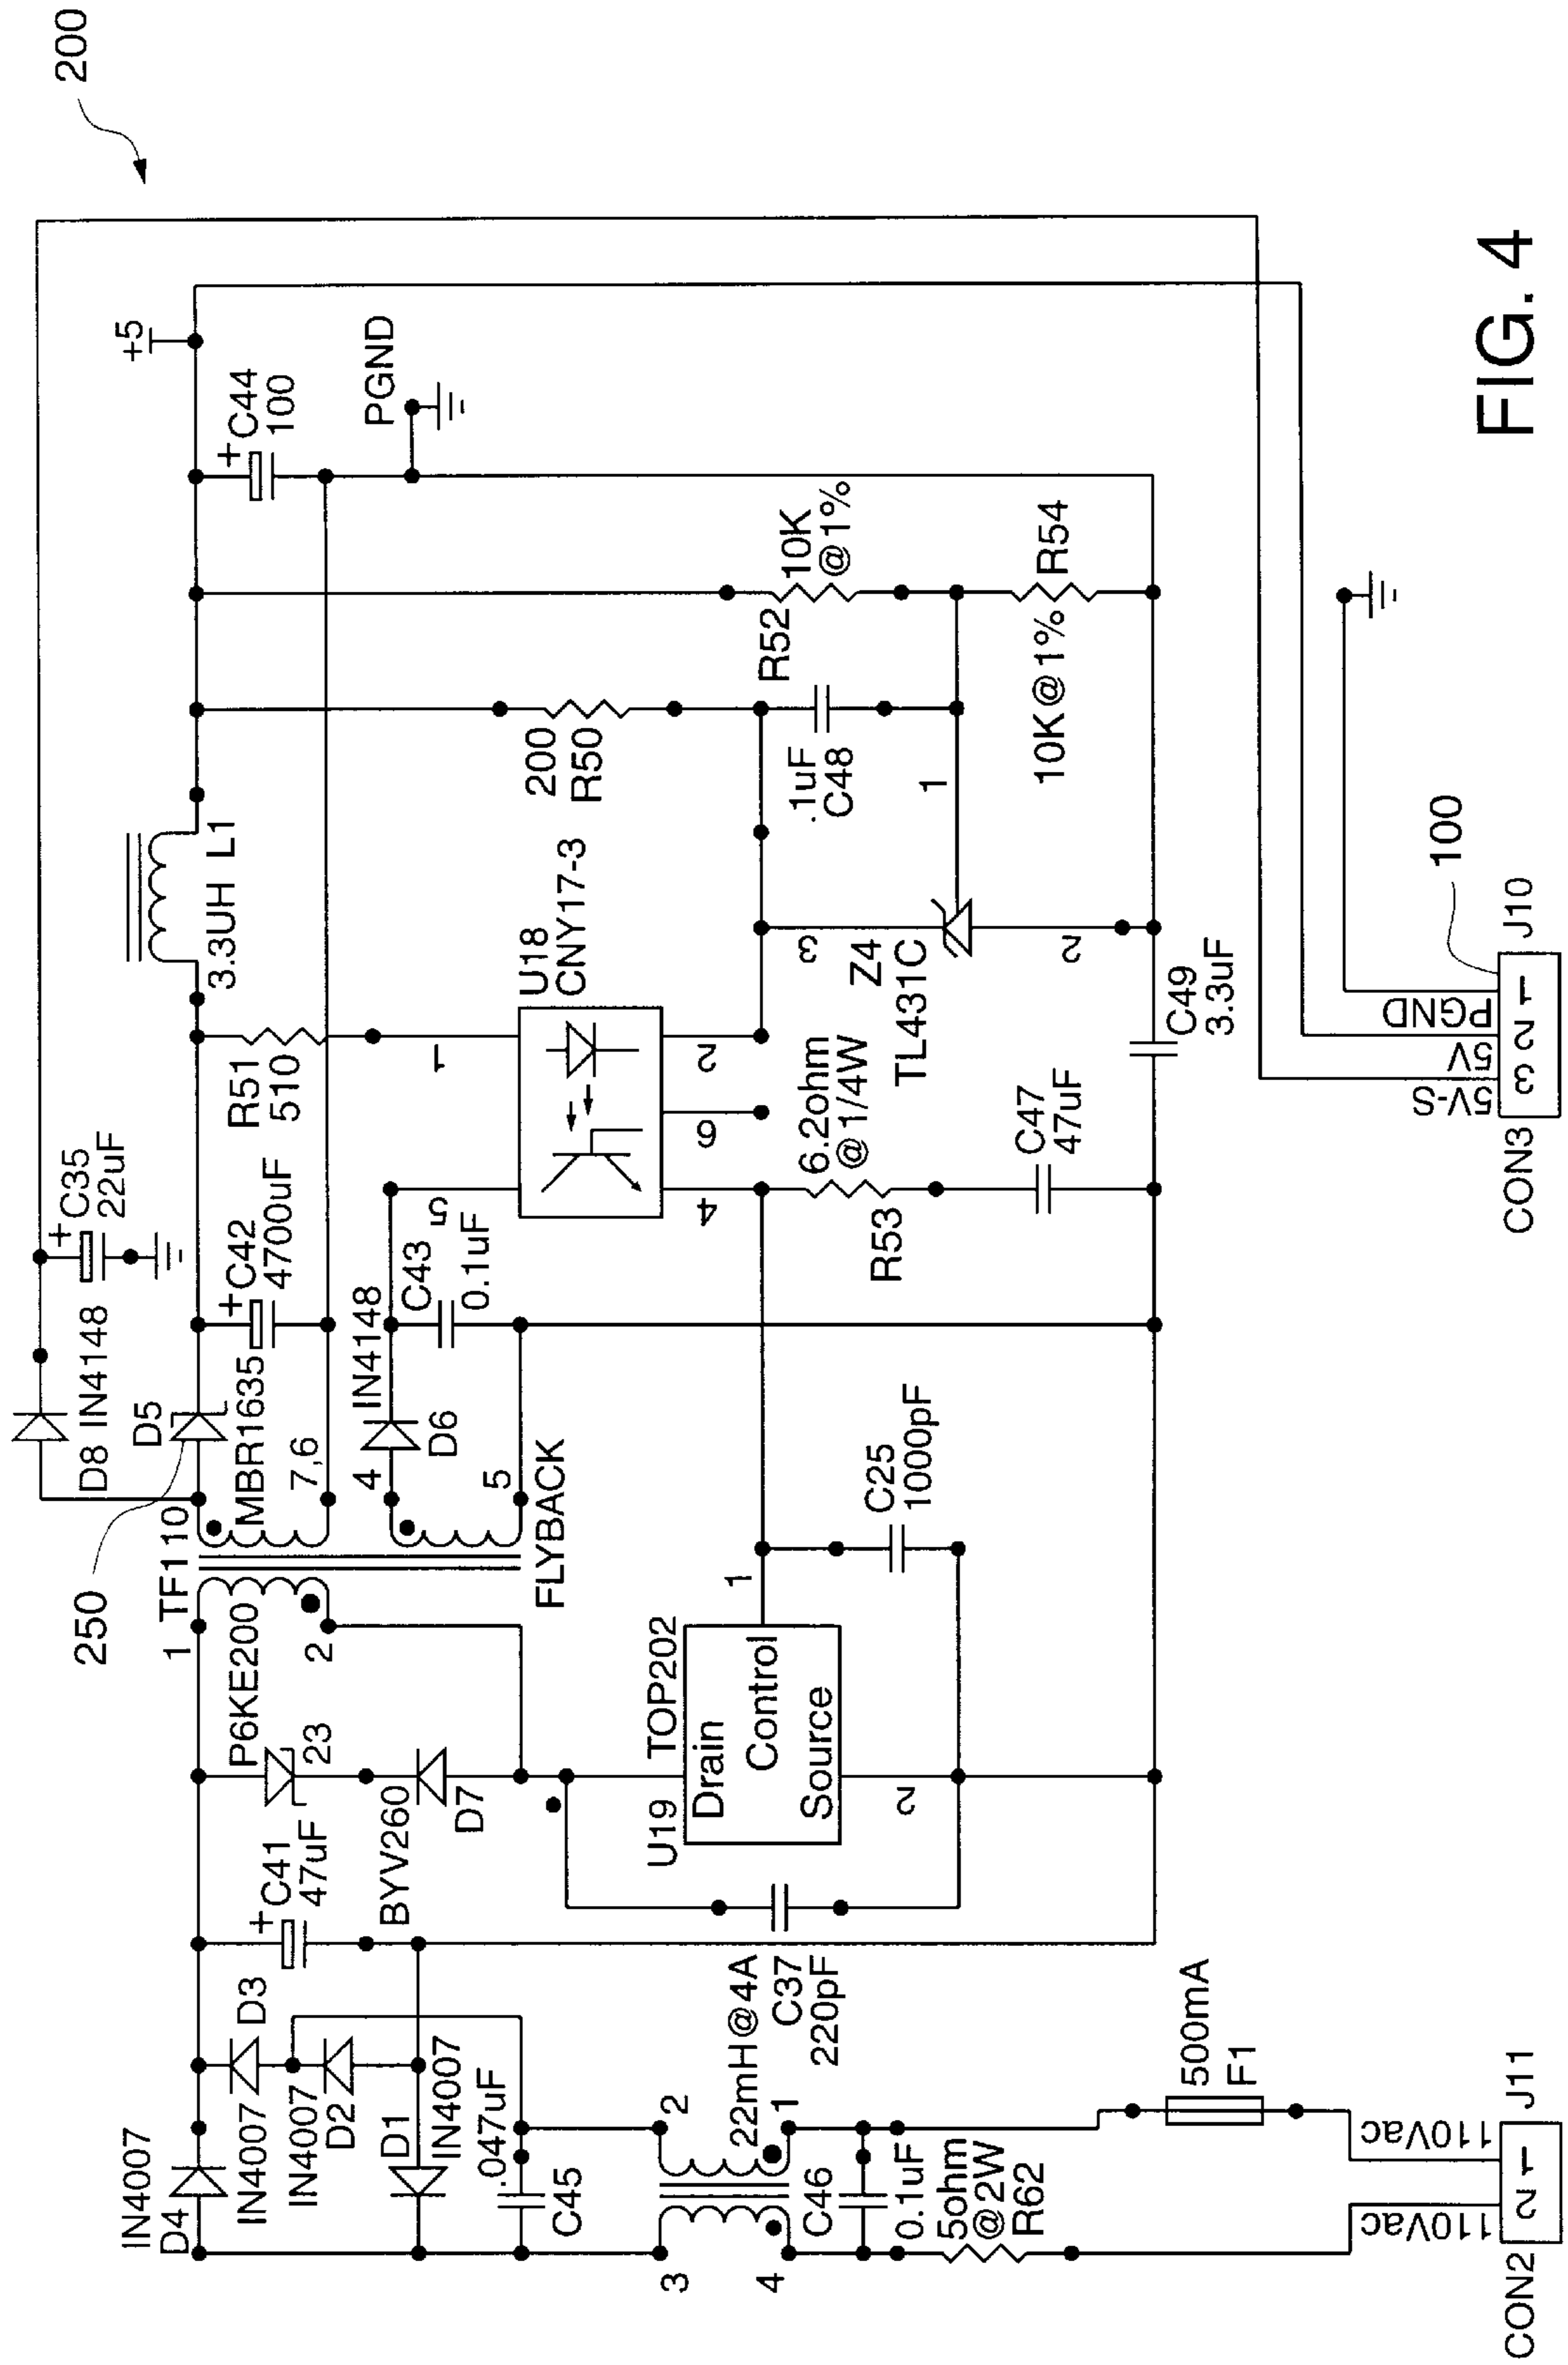 200
+5
C44
100
+
PGND
C35
22uF
+
D8 IN4148
D5
MBR1635
250
C42
4700uF
+
R51
510
3.3UH L1
TF1
10
7,6
1
2
4
5
FLYBACK
IN4148
D6
C43
0.1uF
5
1
U18
CNY17-3
4
6
2
200
R50
R52
10K
@1%
.1uF
C48
1
3
Z4
TL431C
2
10K@1%
R54
6.2ohm
@1/4W
R53
C47
47uF
C49
3.3uF
P6KE200
23
BYV260
D7
C41
47uF
+
U19
TOP202
Drain
Control
Source
1
2
C25
1000pF
C37
220pF
IN4007
D4
D3
IN4007
IN4007
D2
D1
IN4007
.047uF
C45
22mH@4A
2
1
3
4
C46
0.1uF
5ohm
@2W
R62
500mA
F1
110Vac
110Vac
1
2
J11
CON2
5V-S
5V
PGND
3
2
1
J10
CON3
100
FIG. 4